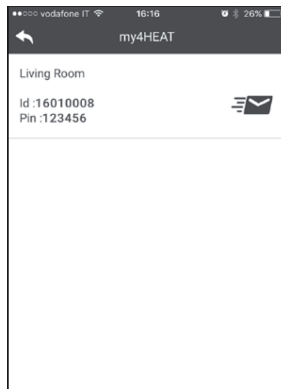 vodafone IT 16:16 26%
my4HEAT
Living Room
Id :16010008
Pin :123456